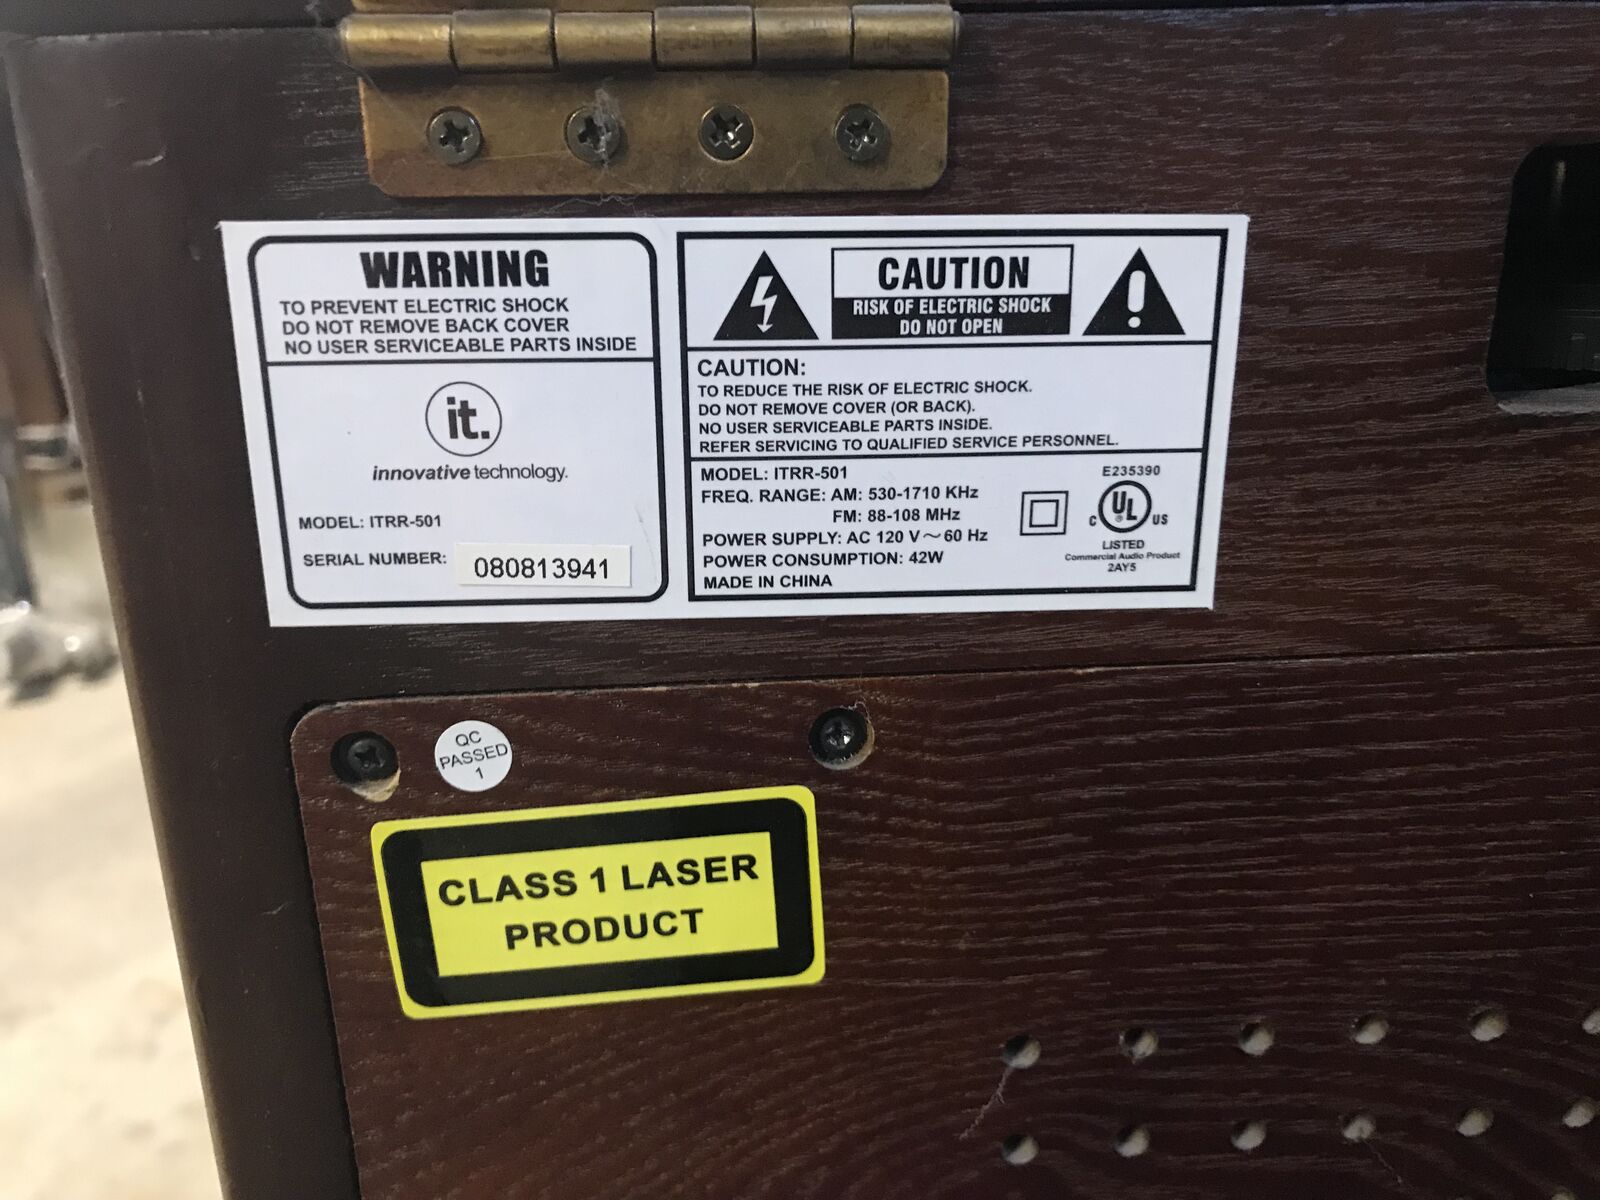 WARNING
TO PREVENT ELECTRIC SHOCK
DO NOT REMOVE BACK COVER
NO USER SERVICEABLE PARTS INSIDE
it.
innovative technology.
MODEL: ITRR-501
SERIAL NUMBER: 080813941
CAUTION
RISK OF ELECTRIC SHOCK
DO NOT OPEN
CAUTION:
TO REDUCE THE RISK OF ELECTRIC SHOCK.
DO NOT REMOVE COVER (OR BACK).
NO USER SERVICEABLE PARTS INSIDE.
REFER SERVICING TO QUALIFIED SERVICE PERSONNEL.
MODEL: ITRR-501
FREQ. RANGE: AM: 530-1710 KHz
FM: 88-108 MHz
POWER SUPPLY: AC 120 V～60 Hz
POWER CONSUMPTION: 42W
MADE IN CHINA
E235390
C UL® US
LISTED
Commercial Audio Product
2AY5
QC
PASSED
1
CLASS 1 LASER
PRODUCT